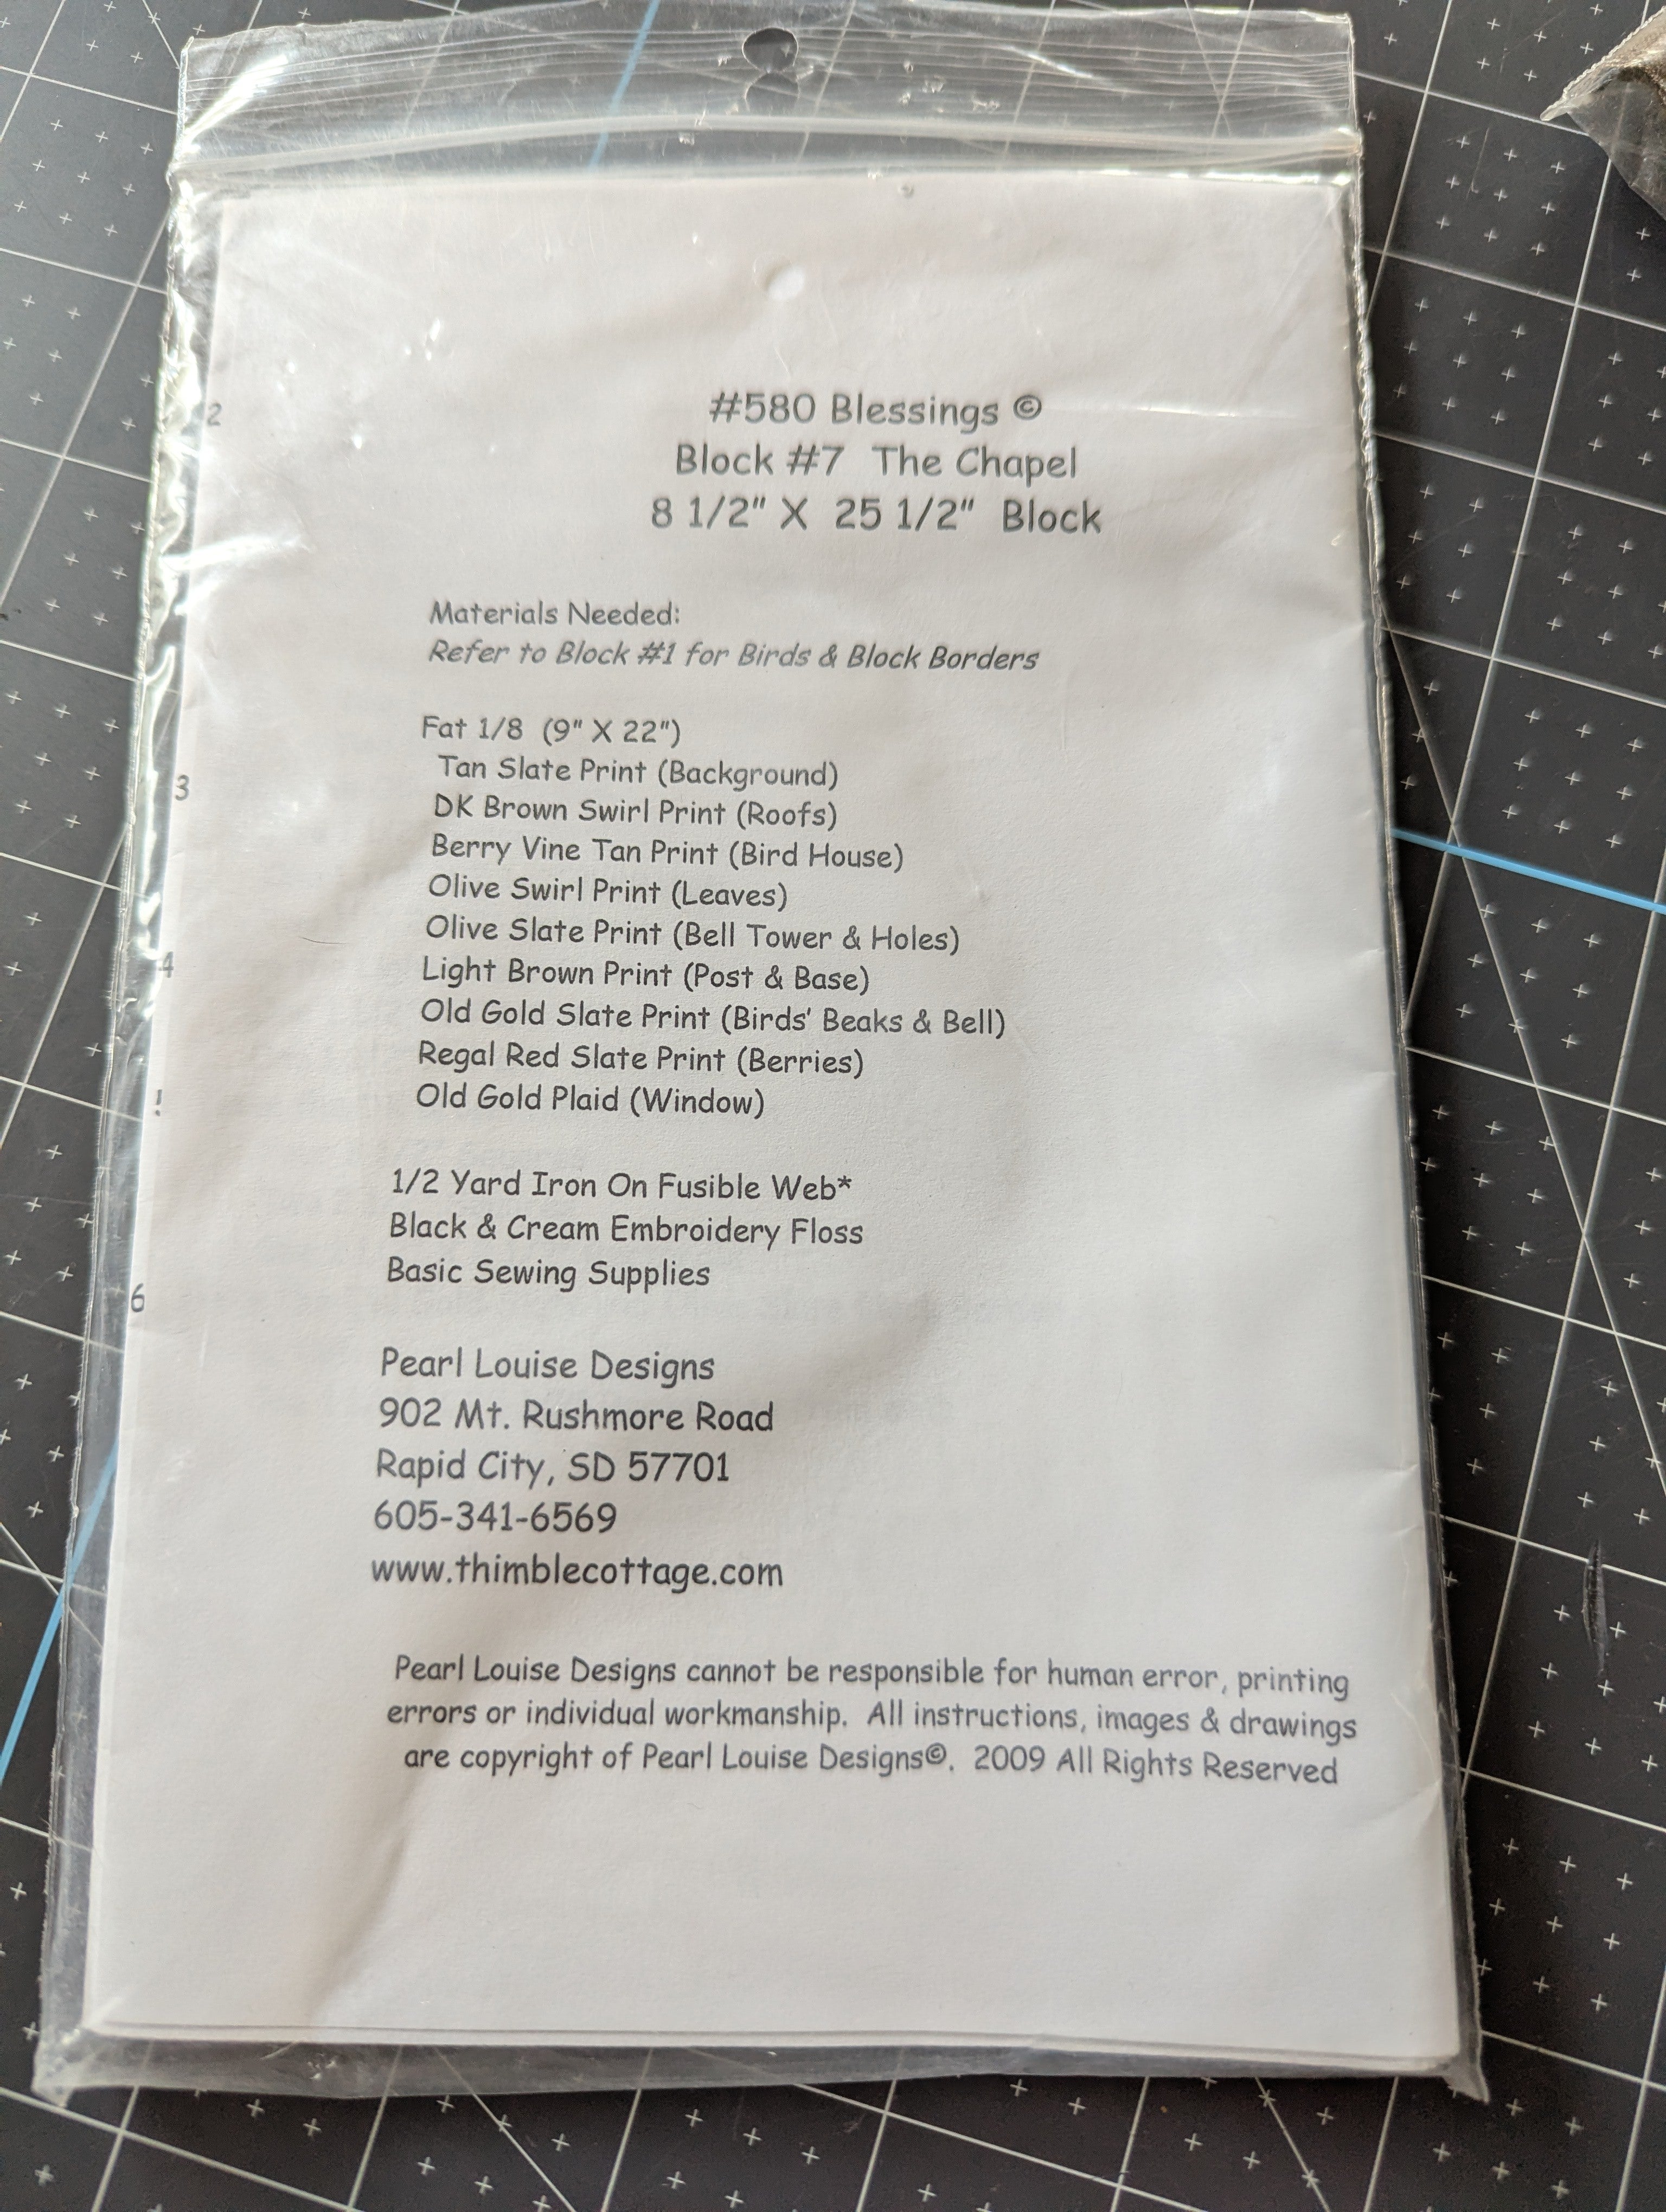 #580 Blessings ©
Block #7 The Chapel
8 1/2" X 25 1/2" Block
Materials Needed:
Refer to Block #1 for Birds & Block Borders
Fat 1/8 (9" X 22")
Tan Slate Print (Background)
DK Brown Swirl Print (Roofs)
Berry Vine Tan Print (Bird House)
Olive Swirl Print (Leaves)
Olive Slate Print (Bell Tower & Holes)
Light Brown Print (Post & Base)
Old Gold Slate Print (Birds' Beaks & Bell)
Regal Red Slate Print (Berries)
Old Gold Plaid (Window)
1/2 Yard Iron On Fusible Web*
Black & Cream Embroidery Floss
Basic Sewing Supplies
Pearl Louise Designs
902 Mt. Rushmore Road
Rapid City, SD 57701
605-341-6569
www.thimblecottage.com
Pearl Louise Designs cannot be responsible for human error, printing
errors or individual workmanship. All instructions, images & drawings
are copyright of Pearl Louise Designs©. 2009 All Rights Reserved
2
3
4
6